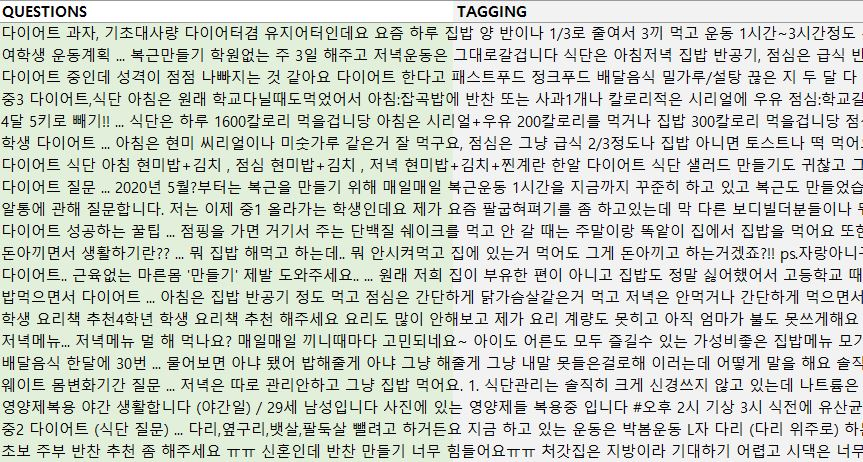 QUESTIONS TAGGING
다이어트 과자, 기초대사량 다이어터겸 유지어터인데요 요즘 하루 집밥 양 반이나 1/3로 줄여서 3끼 먹고 운동 1시간~3시간정도
여학생 운동계획 ... 복근만들기 학원없는 주 3일 해주고 저녁운동은 그대로갈겁니다 식단은 아침저녁 집밥 반공기, 점심은 급식 반
다이어트 중인데 성격이 점점 나빠지는 것 같아요 다이어트 한다고 패스트푸드 정크푸드 배달음식 밀가루/설탕 끊은 지 두 달 다
중3 다이어트,식단 아침은 원래 학교다닐때도먹었어서 아침:잡곡밥에 반찬 또는 사과1개나 칼로리적은 시리얼에 우유 점심:학교급
4달 5키로 빼기!! ... 식단은 하루 1600칼로리 먹을겁니당 아침은 시리얼+우유 200칼로리를 먹거나 집밥 300칼로리 먹을겁니당 점
학생 다이어트 ... 아침은 현미 씨리얼이나 미숫가루 같은거 잘 먹구요, 점심은 그냥 급식 2/3정도나 집밥 아니면 토스트나 떡 먹어
다이어트 식단 아침 현미밥+김치 , 점심 현미밥+김치 , 저녁 현미밥+김치+찐계란 한알 다이어트 식단 샐러드 만들기도 귀찮고 그
다이어트 질문 ... 2020년 5월?부터는 복근을 만들기 위해 매일매일 복근운동 1시간을 지금까지 꾸준히 하고 있고 복근도 만들었습
알통에 관해 질문합니다. 저는 이제 중1 올라가는 학생인데요 제가 요즘 팔굽혀펴기를 좀 하고있는데 막 다른 보디빌더분들이나
다이어트 성공하는 꿀팁 ... 점핑을 가면 거기서 주는 단백질 쉐이크를 먹고 안 갈 때는 주말이랑 똑같이 집에서 집밥을 먹어요 또한
돈아끼면서 생활하기란?? ... 뭐 집밥 해먹고 하는데.. 뭐 안시켜먹고 집에 있는거 먹어도 그게 돈아끼고 하는거겠죠?!! ps.자랑아니구
다이어트.. 근육없는 마른몸 '만들기' 제발 도와주세요.. ... 원래 저희 집이 부유한 편이 아니고 집밥도 정말 싫어했어서 고등학교 때
밥먹으면서 다이어트 ... 아침은 집밥 반공기 정도 먹고 점심은 간단하게 닭가슴살같은거 먹고 저녁은 안먹거나 간단하게 먹으면서
학생 요리책 추천4학년 학생 요리책 추천 해주세요 요리도 많이 안해보고 제가 요리 계량도 못히고 아직 엄마가 불도 못쓰게해요
저녁메뉴... 저녁메뉴 멀 해 먹나요? 매일매일 끼니때마다 고민되네요~ 아이도 어른도 모두 즐길수 있는 가성비좋은 집밥메뉴 모가
배달음식 한달에 30번 ... 물어보면 아냐 됐어 밥해줄게 아냐 그냥 해줄게 그냥 내말 못들은걸로해 이러는데 어떻게 말을 해요 솔직
웨이트 몸변화기간 질문 ... 저녁은 따로 관리안하고 그냥 집밥 먹어요. 1. 식단관리는 솔직히 크게 신경쓰지 않고 있는데 나트륨은
영양제복용 야간 생활합니다 (야간일) / 29세 남성입니다 사진에 있는 영양제들 복용중 입니다 #오후 2시 기상 3시 식전에 유산균
중2 다이어트 (식단 질문) ... 다리,옆구리,뱃살,팔둑살 뺄려고 하거든요 지금 하고 있는 운동은 박봄운동 L자 다리 (다리 위주로) 하는
초보 주부 반찬 추천 좀 해주세요 ㅠㅠ 신혼인데 반찬 만들기 너무 힘들어요ㅠㅠ 처갓집은 지방이라 기대하기 어렵고 시댁은 너무